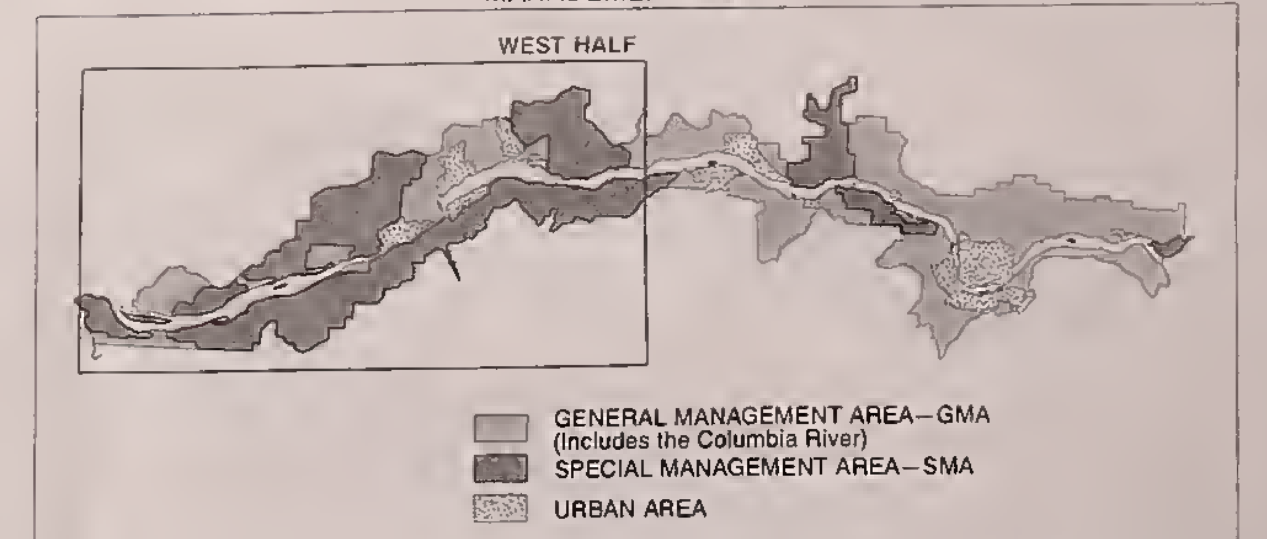 WEST HALF
GENERAL MANAGEMENT AREA—GMA
(Includes the Columbia River)
SPECIAL MANAGEMENT AREA—SMA
URBAN AREA